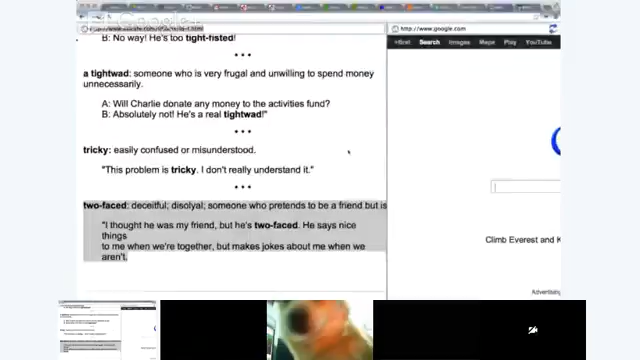 http://www.google.com
B: No way! He's too tight-fisted!
+First Search Images Maps Play YouTube
• • •
a tightwad: someone who is very frugal and unwilling to spend money
unnecessarily.
A: Will Charlie donate any money to the activities fund?
B: Absolutely not! He's a real tightwad!"
• • •
tricky: easily confused or misunderstood.
"This problem is tricky. I don't really understand it."
• • •
two-faced: deceitful; disolyal; someone who pretends to be a friend but is
"I thought he was my friend, but he's two-faced. He says nice
things
to me when we're together, but makes jokes about me when we
aren't.
Climb Everest and K
Advertising